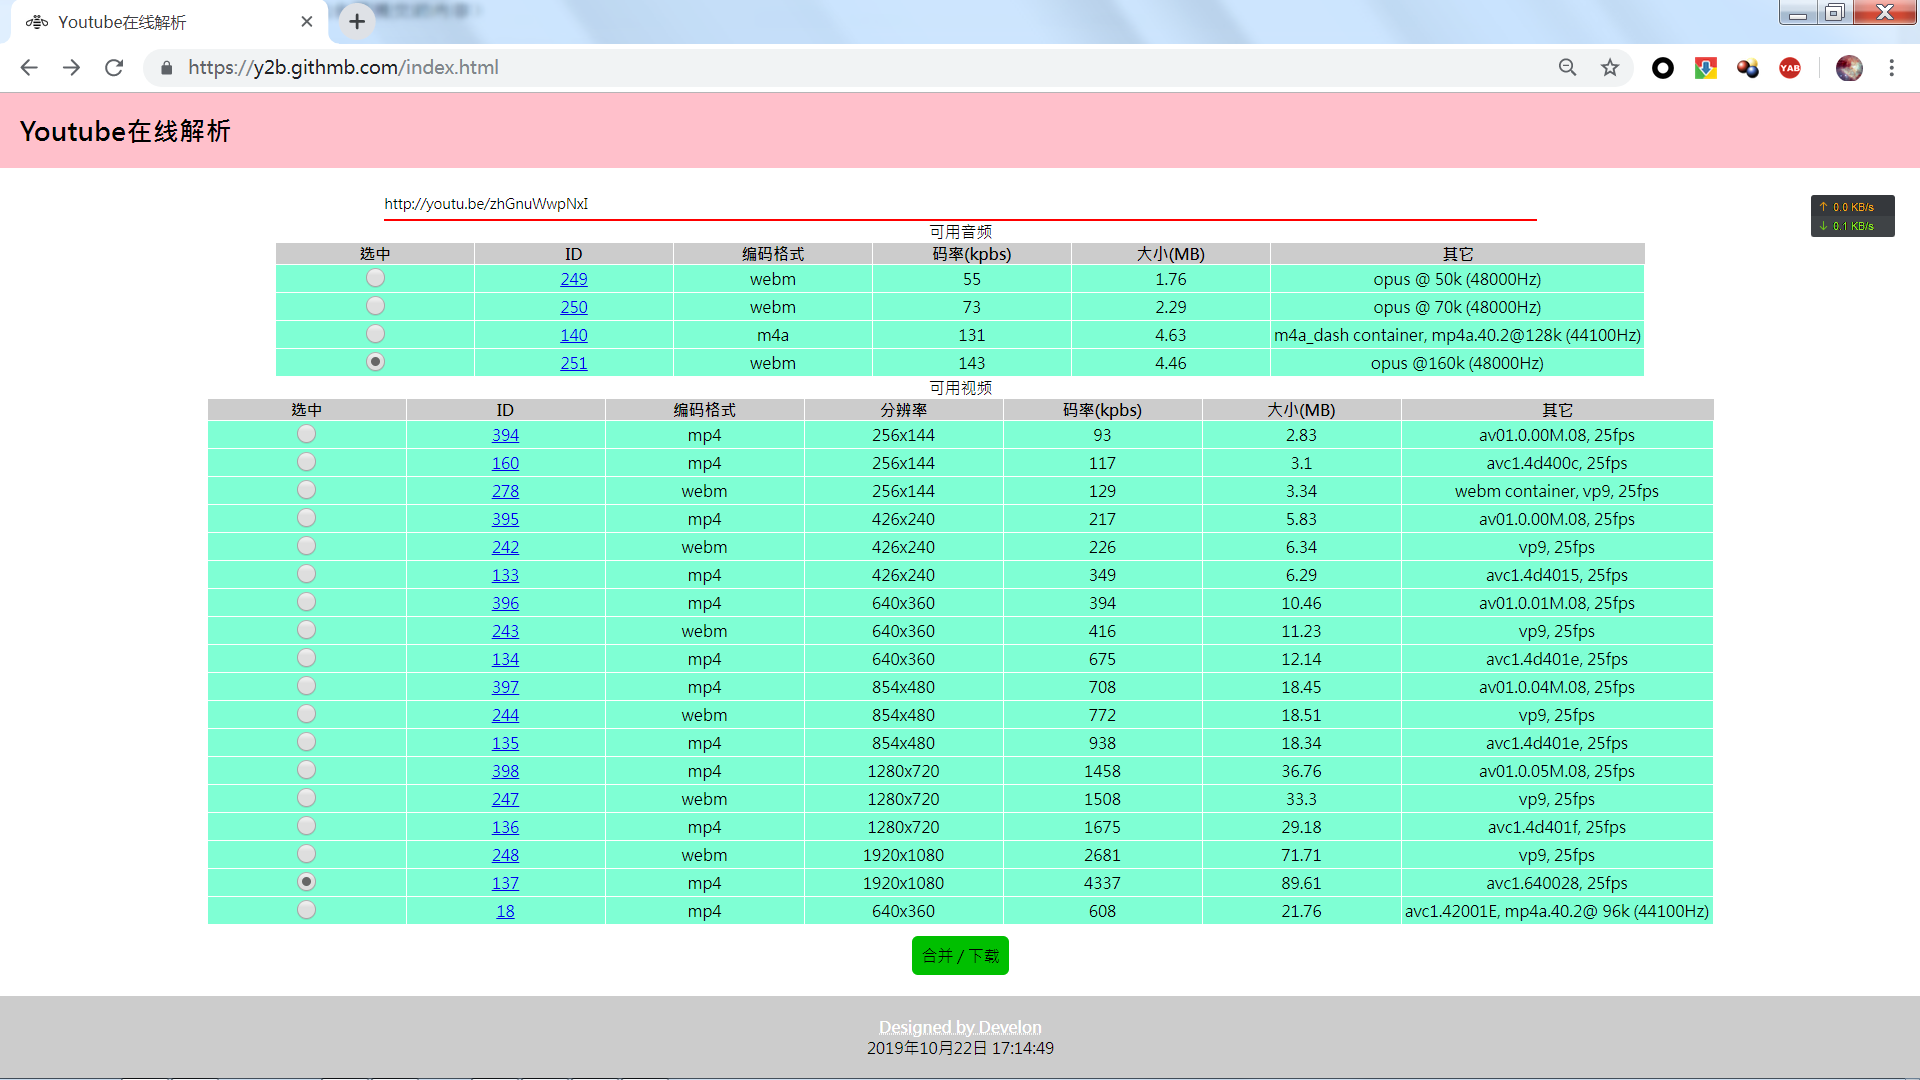 Youtube在线解析
https://y2b.githmb.com/index.html
YAB
Youtube在线解析
http://youtu.be/zhGnuWwpNxI
↑ 0.0 KB/s
↓ 0.1 KB/s
可用音频
选中 ID 编码格式 码率(kpbs) 大小(MB) 其它
249 webm 55 1.76 opus @ 50k (48000Hz)
250 webm 73 2.29 opus @ 70k (48000Hz)
140 m4a 131 4.63 m4a_dash container, mp4a.40.2@128k (44100Hz)
251 webm 143 4.46 opus @160k (48000Hz)
可用视频
选中 ID 编码格式 分辨率 码率(kpbs) 大小(MB) 其它
394 mp4 256x144 93 2.83 av01.0.00M.08, 25fps
160 mp4 256x144 117 3.1 avc1.4d400c, 25fps
278 webm 256x144 129 3.34 webm container, vp9, 25fps
395 mp4 426x240 217 5.83 av01.0.00M.08, 25fps
242 webm 426x240 226 6.34 vp9, 25fps
133 mp4 426x240 349 6.29 avc1.4d4015, 25fps
396 mp4 640x360 394 10.46 av01.0.01M.08, 25fps
243 webm 640x360 416 11.23 vp9, 25fps
134 mp4 640x360 675 12.14 avc1.4d401e, 25fps
397 mp4 854x480 708 18.45 av01.0.04M.08, 25fps
244 webm 854x480 772 18.51 vp9, 25fps
135 mp4 854x480 938 18.34 avc1.4d401e, 25fps
398 mp4 1280x720 1458 36.76 av01.0.05M.08, 25fps
247 webm 1280x720 1508 33.3 vp9, 25fps
136 mp4 1280x720 1675 29.18 avc1.4d401f, 25fps
248 webm 1920x1080 2681 71.71 vp9, 25fps
137 mp4 1920x1080 4337 89.61 avc1.640028, 25fps
18 mp4 640x360 608 21.76 avc1.42001E, mp4a.40.2@ 96k (44100Hz)
合并 / 下载
Designed by Develon
2019年10月22日 17:14:49